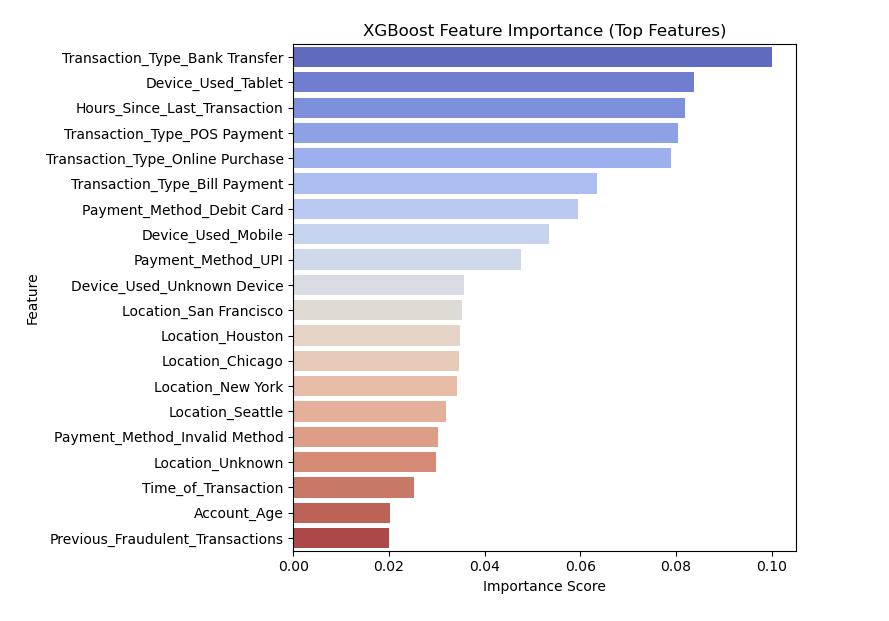 XGBoost Feature Importance (Top Features)
Transaction_Type_Bank Transfer
Device_Used_Tablet
Hours_Since_Last_Transaction
Transaction_Type_POS Payment
Transaction_Type_Online Purchase
Transaction_Type_Bill Payment
Payment_Method_Debit Card
Device_Used_Mobile
Payment_Method_UPI
Device_Used_Unknown Device
Location_San Francisco
Location_Houston
Location_Chicago
Location_New York
Location_Seattle
Payment_Method_Invalid Method
Location_Unknown
Time_of_Transaction
Account_Age
Previous_Fraudulent_Transactions
Feature
0.00 0.02 0.04 0.06 0.08 0.10
Importance Score